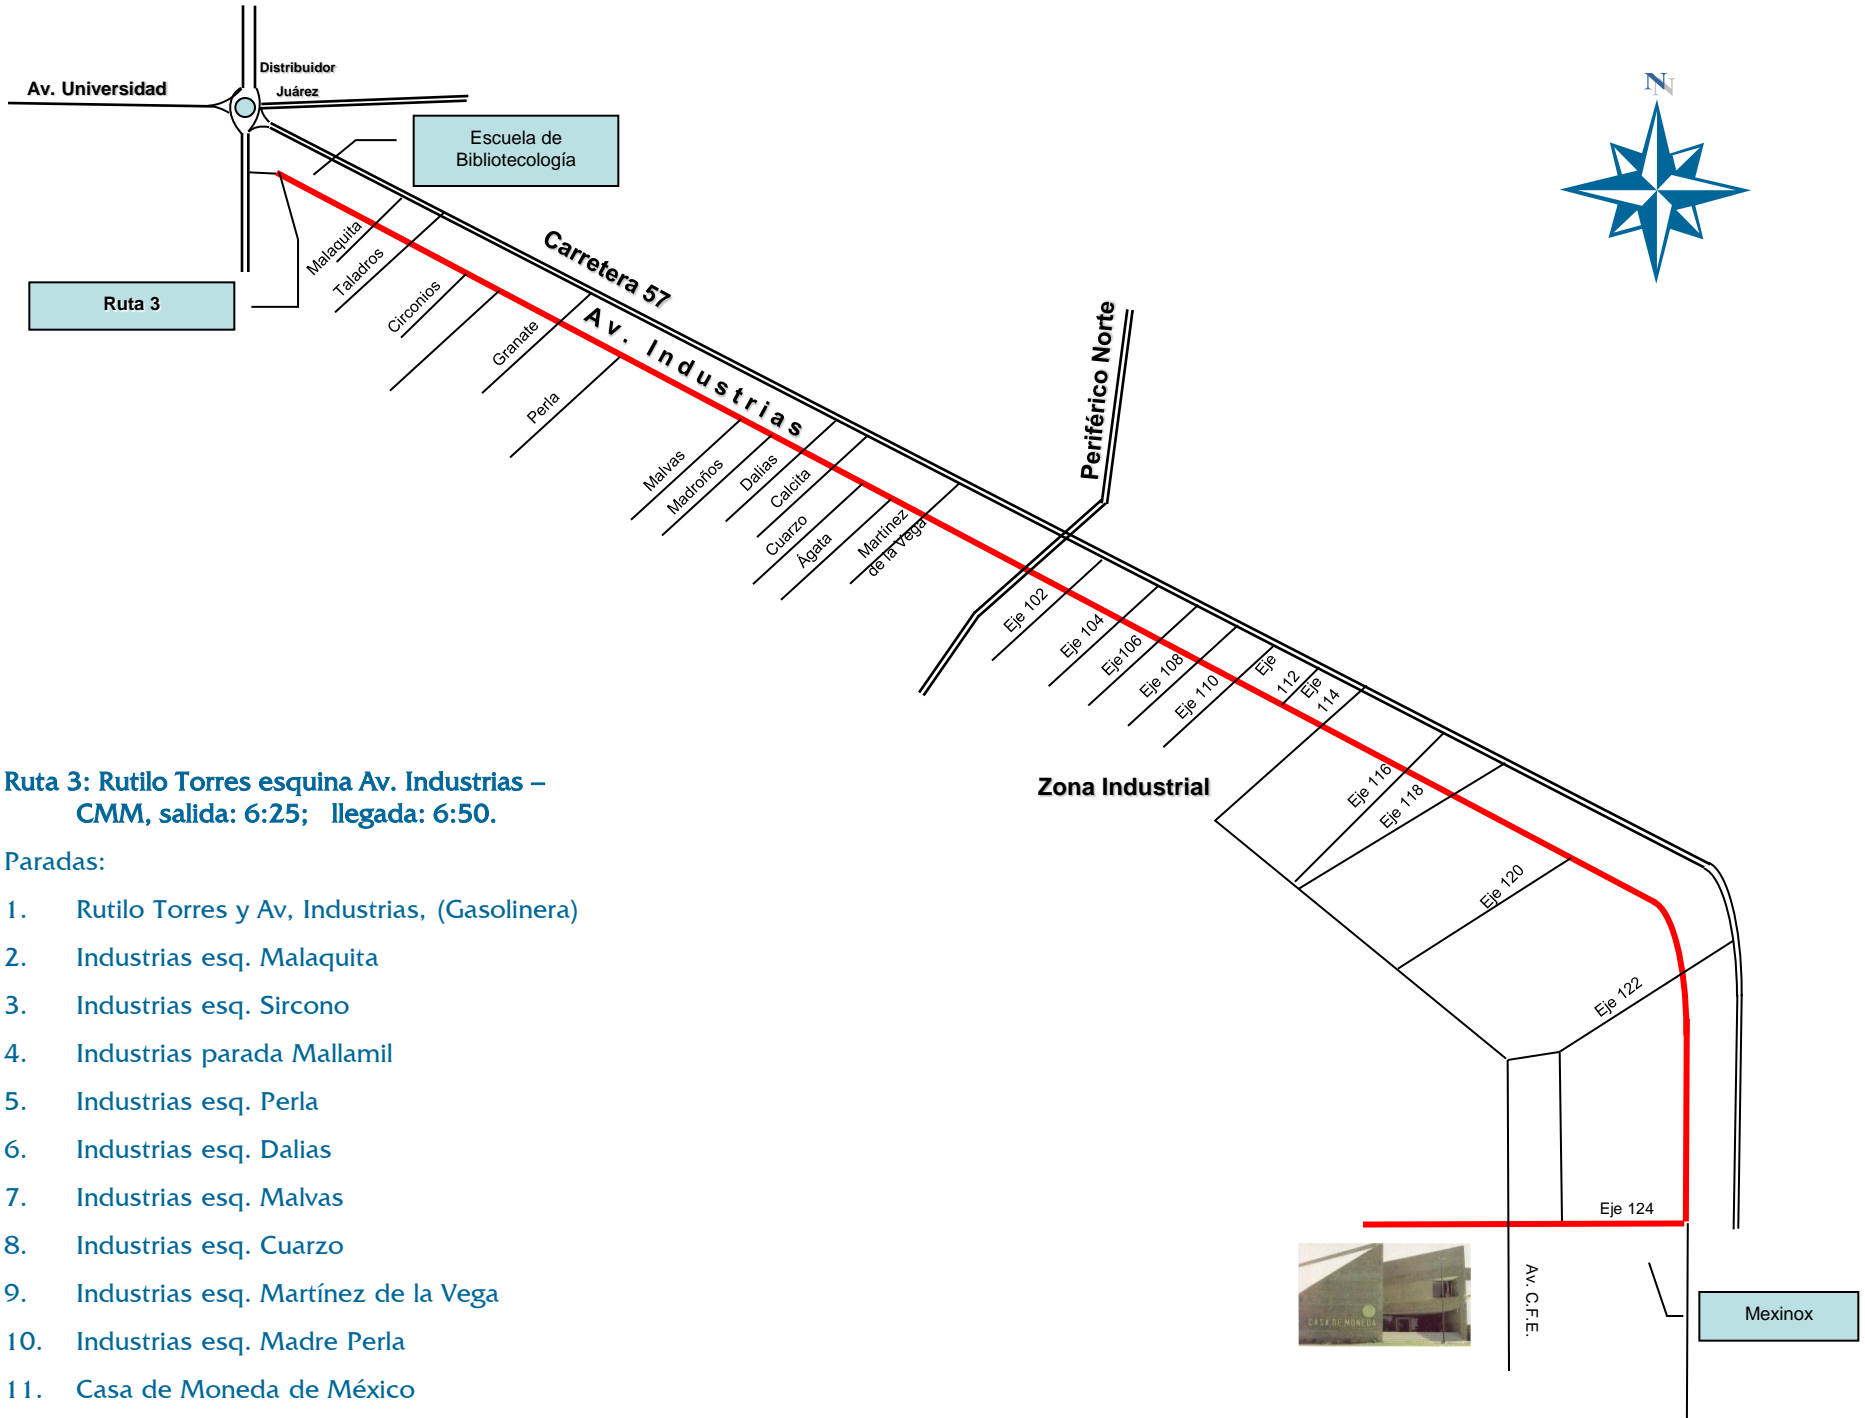 Av. Universidad
Distribuidor
Juárez
N
Escuela de
Bibliotecología
Ruta 3
Malaquita
Taladros
Circonios
Granate
Perla
Carretera 57
Av. Industrias
Periférico Norte
Malvas
Madroños
Dalias
Calcita
Cuarzo
Ágata
Martínez
de la Vega
Eje 102
Eje 104
Eje106
Eje 108
Eje 110
Eje
112
Eje
114
Zona Industrial
Eje 116
Eje 118
Eje 120
Eje 122
Eje 124
Av. C.F.E.
CASA DE MONEDA
Mexinox
Ruta 3: Rutilo Torres esquina Av. Industrias –
CMM, salida: 6:25; llegada: 6:50.
Paradas:
1. Rutilo Torres y Av, Industrias, (Gasolinera)
2. Industrias esq. Malaquita
3. Industrias esq. Sircono
4. Industrias parada Mallamil
5. Industrias esq. Perla
6. Industrias esq. Dalias
7. Industrias esq. Malvas
8. Industrias esq. Cuarzo
9. Industrias esq. Martínez de la Vega
10. Industrias esq. Madre Perla
11. Casa de Moneda de México